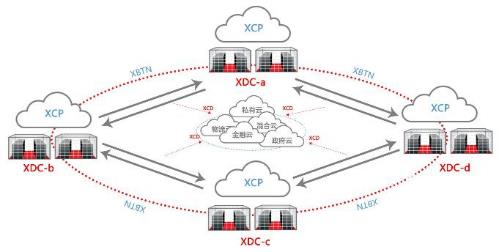 XCP
XBTN
XBTN
XDC-a
XCP
XCP
私有云
XCD
XCD
物流云
混合云
金融云
政府云
XCD
XCD
XDC-b
XDC-d
XCP
XBTN
XBTN
XDC-c